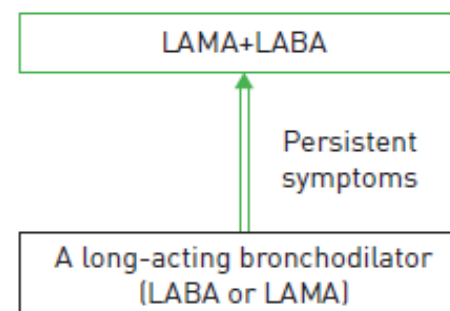 LAMA+LABA
Persistent
symptoms
A long-acting bronchodilator
(LABA or LAMA)